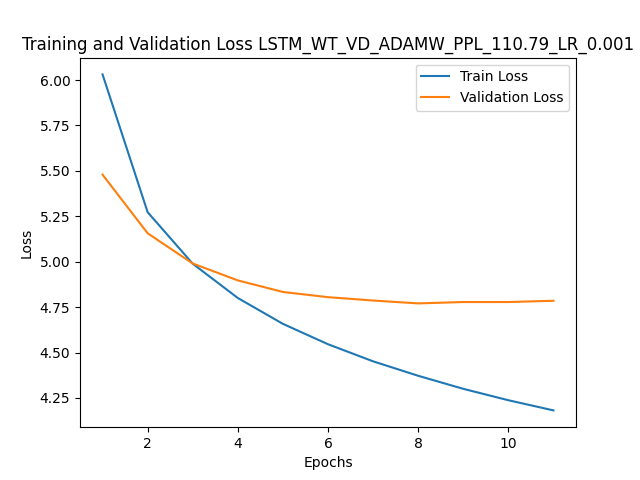 Training and Validation Loss LSTM_WT_VD_ADAMW_PPL_110.79_LR_0.001
Train Loss
Validation Loss
6.00
5.75
5.50
5.25
5.00
4.75
4.50
4.25
Loss
2
4
6
8
10
Epochs